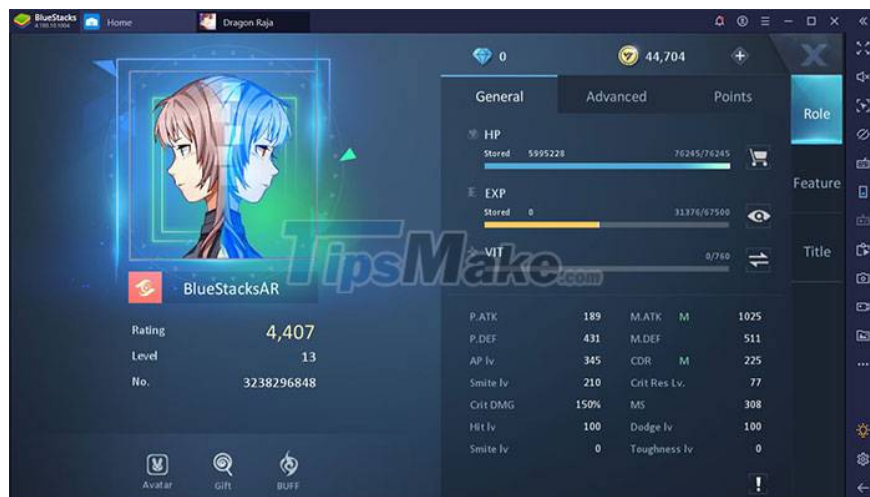 BlueStacks
4.180.10.1004
Home
Dragon Raja
0
44,704
General
Advanced
Points
Role
Feature
Title
HP
Stored 5995228 76245/76245
EXP
Stored 0 31376/67500
VIT
0/760
TipsMake.com
BlueStacksAR
Rating 4,407
Level 13
No. 3238296848
P.ATK 189 M.ATK M 1025
P.DEF 431 M.DEF 511
AP lv 345 CDR M 225
Smite lv 210 Crit Res Lv. 77
Crit DMG 150% MS 308
Hit lv 100 Dodge lv 100
Smite lv 0 Toughness lv 0
Avatar
Gift
BUFF